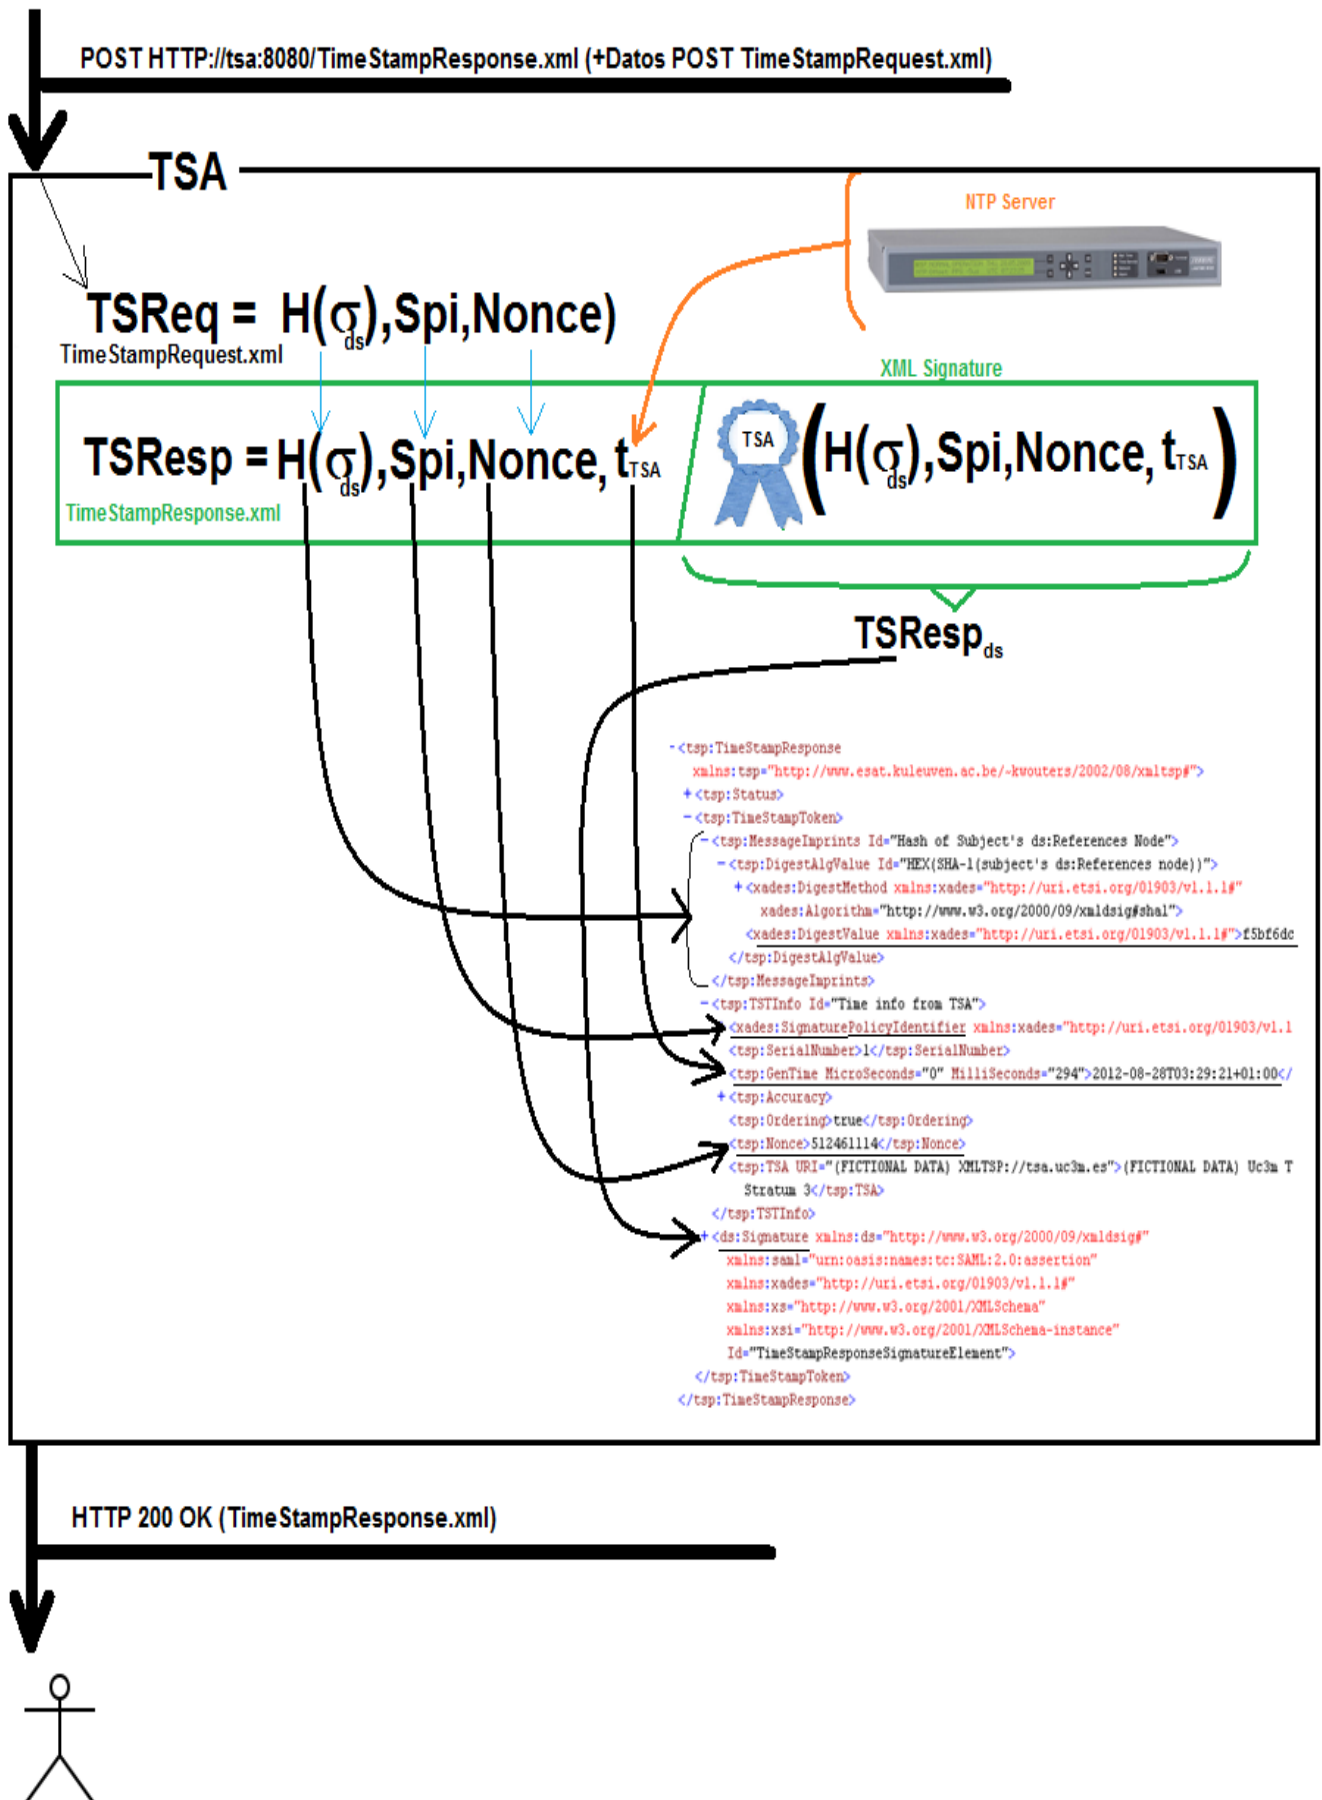 POST HTTP://tsa:8080/TimeStampResponse.xml (+Datos POST TimeStampRequest.xml)
TSA
NTP Server
TSReq = H(σds),Spi,Nonce)
TimeStampRequest.xml
XML Signature
TSResp = H(σds),Spi,Nonce, tTSA
TSA
(H(σds),Spi,Nonce, tTSA)
TimeStampResponse.xml
TSRespds
-<tsp:TimeStampResponse
xmlns:tsp="http://www.esat.kuleuven.ac.be/~kwouters/2002/08/xmltsp#">
+<tsp:Status>
-<tsp:TimeStampToken>
-<tsp:MessageImprints Id="Hash of Subject's ds:References Node">
-<tsp:DigestAlgValue Id="HEX(SHA-1(subject's ds:References node))">
+<xades:DigestMethod xmlns:xades="http://uri.etsi.org/01903/v1.1.1#"
xades:Algorithm="http://www.w3.org/2000/09/xmldsig#sha1">
<xades:DigestValue xmlns:xades="http://uri.etsi.org/01903/v1.1.1#">f5bf6dc
</tsp:DigestAlgValue>
</tsp:MessageImprints>
-<tsp:TSTInfo Id="Time info from TSA">
<xades:SignaturePolicyIdentifier xmlns:xades="http://uri.etsi.org/01903/v1.1
<tsp:SerialNumber>1</tsp:SerialNumber>
<tsp:GenTime MicroSeconds="0" MilliSeconds="294">2012-08-28T03:29:21+01:00</
+<tsp:Accuracy>
<tsp:Ordering>true</tsp:Ordering>
<tsp:Nonce>512461114</tsp:Nonce>
<tsp:TSA URI="(FICTIONAL DATA) XMLTSP://tsa.uc3m.es">(FICTIONAL DATA) Uc3m T
Stratum 3</tsp:TSA>
</tsp:TSTInfo>
+<ds:Signature xmlns:ds="http://www.w3.org/2000/09/xmldsig#"
xmlns:saml="urn:oasis:names:tc:SAML:2.0:assertion"
xmlns:xades="http://uri.etsi.org/01903/v1.1.1#"
xmlns:xs="http://www.w3.org/2001/XMLSchema"
xmlns:xsi="http://www.w3.org/2001/XMLSchema-instance"
Id="TimeStampResponseSignatureElement">
</tsp:TimeStampToken>
</tsp:TimeStampResponse>
HTTP 200 OK (TimeStampResponse.xml)